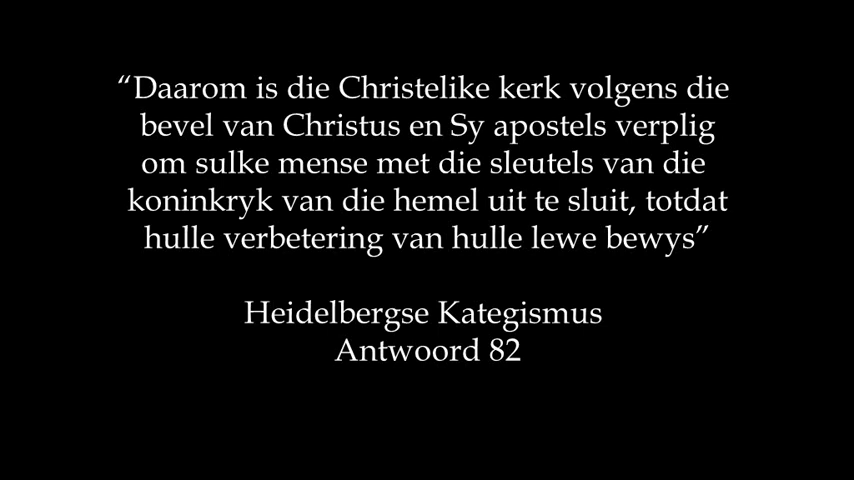 “Daarom is die Christelike kerk volgens die
bevel van Christus en Sy apostels verplig
om sulke mense met die sleutels van die
koninkryk van die hemel uit te sluit, totdat
hulle verbetering van hulle lewe bewys”
Heidelbergse Kategismus
Antwoord 82